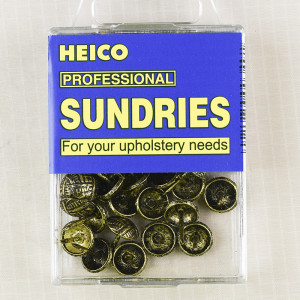 HEICO
PROFESSIONAL
SUNDRIES
For your upholstery needs